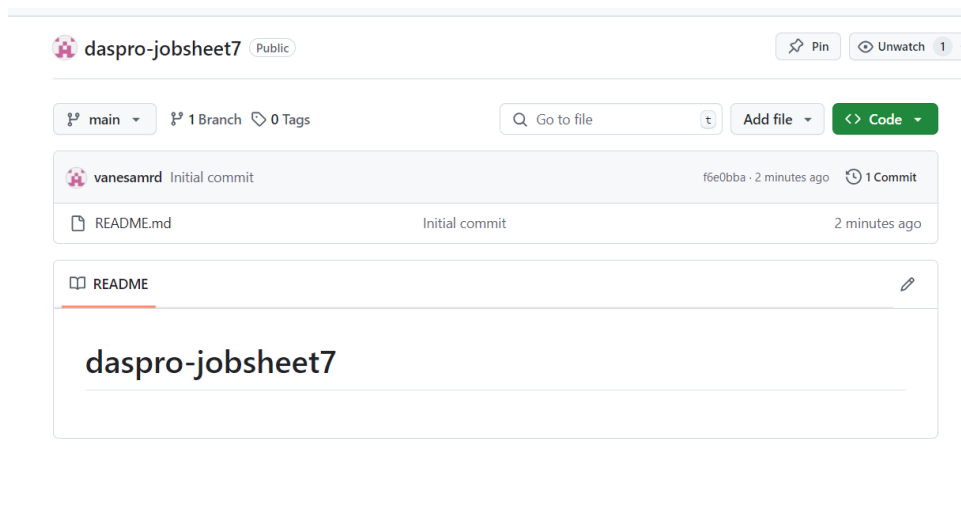 daspro-jobsheet7 Public Pin Unwatch 1
main 1 Branch 0 Tags Go to file t Add file Code
vanesamrd Initial commit f6e0bba · 2 minutes ago 1 Commit
README.md Initial commit 2 minutes ago
README
daspro-jobsheet7